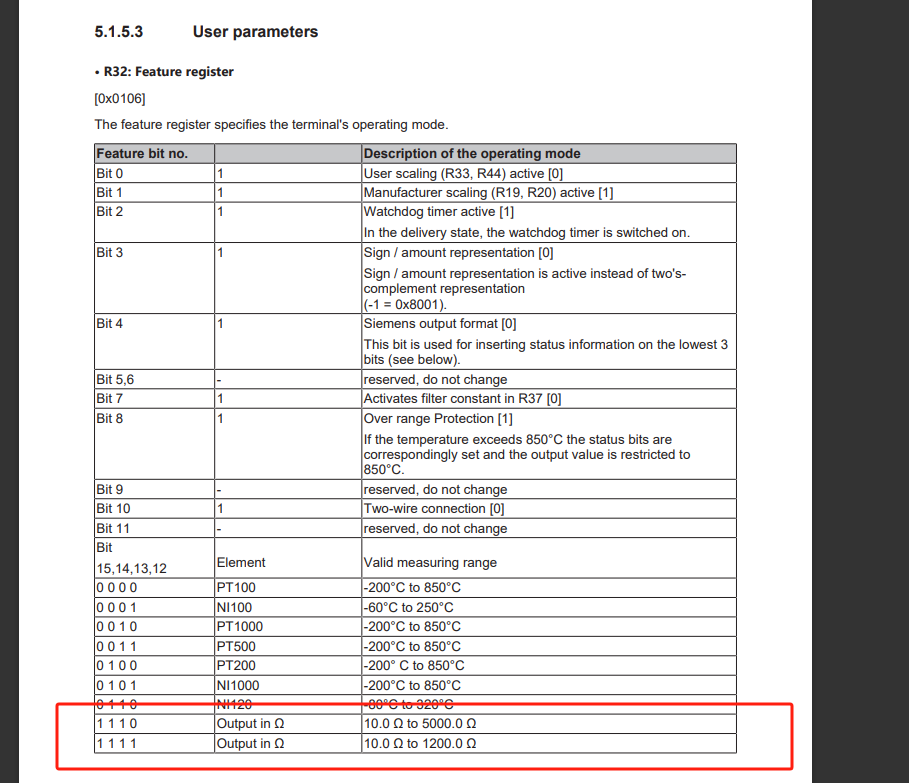 5.1.5.3 User parameters
• R32: Feature register
[0x0106]
The feature register specifies the terminal's operating mode.
Feature bit no. Description of the operating mode
Bit 0 1 User scaling (R33, R44) active [0]
Bit 1 1 Manufacturer scaling (R19, R20) active [1]
Bit 2 1 Watchdog timer active [1]
In the delivery state, the watchdog timer is switched on.
Bit 3 1 Sign / amount representation [0]
Sign / amount representation is active instead of two's-
complement representation
(-1 = 0x8001).
Bit 4 1 Siemens output format [0]
This bit is used for inserting status information on the lowest 3
bits (see below).
Bit 5,6 - reserved, do not change
Bit 7 1 Activates filter constant in R37 [0]
Bit 8 1 Over range Protection [1]
If the temperature exceeds 850°C the status bits are
correspondingly set and the output value is restricted to
850°C.
Bit 9 - reserved, do not change
Bit 10 1 Two-wire connection [0]
Bit 11 - reserved, do not change
Bit
15,14,13,12 Element Valid measuring range
0 0 0 0 PT100 -200°C to 850°C
0 0 0 1 NI100 -60°C to 250°C
0 0 1 0 PT1000 -200°C to 850°C
0 0 1 1 PT500 -200°C to 850°C
0 1 0 0 PT200 -200° C to 850°C
0 1 0 1 NI1000 -200°C to 850°C
0 1 1 0 NI120 -80°C to 320°C
1 1 1 0 Output in Ω 10.0 Ω to 5000.0 Ω
1 1 1 1 Output in Ω 10.0 Ω to 1200.0 Ω